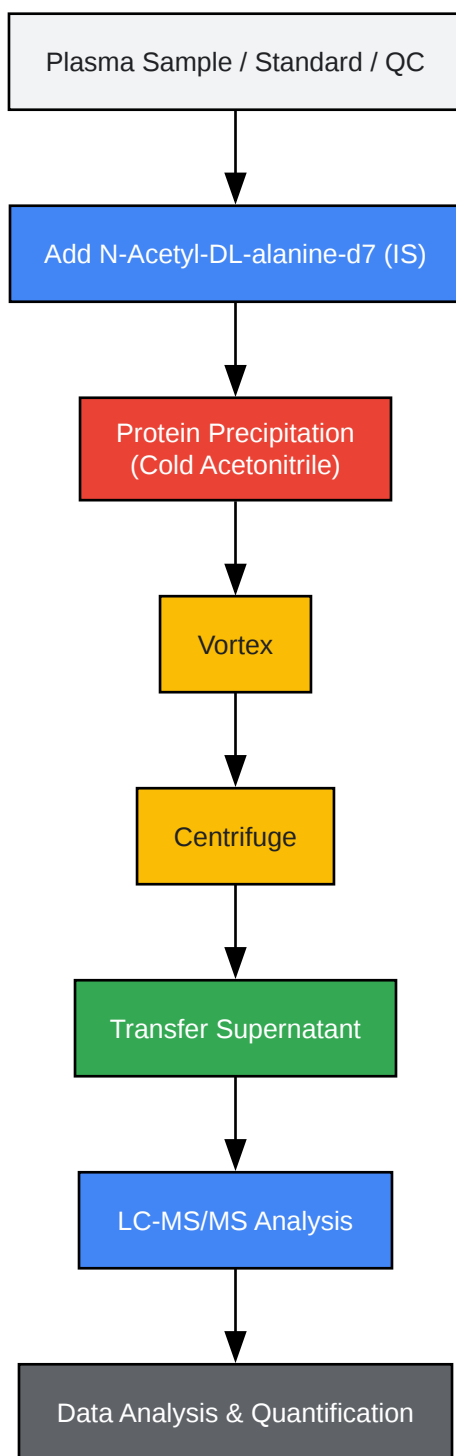 Plasma Sample / Standard / QC
Add N-Acetyl-DL-alanine-d7 (IS)
Protein Precipitation
(Cold Acetonitrile)
Vortex
Centrifuge
Transfer Supernatant
LC-MS/MS Analysis
Data Analysis & Quantification